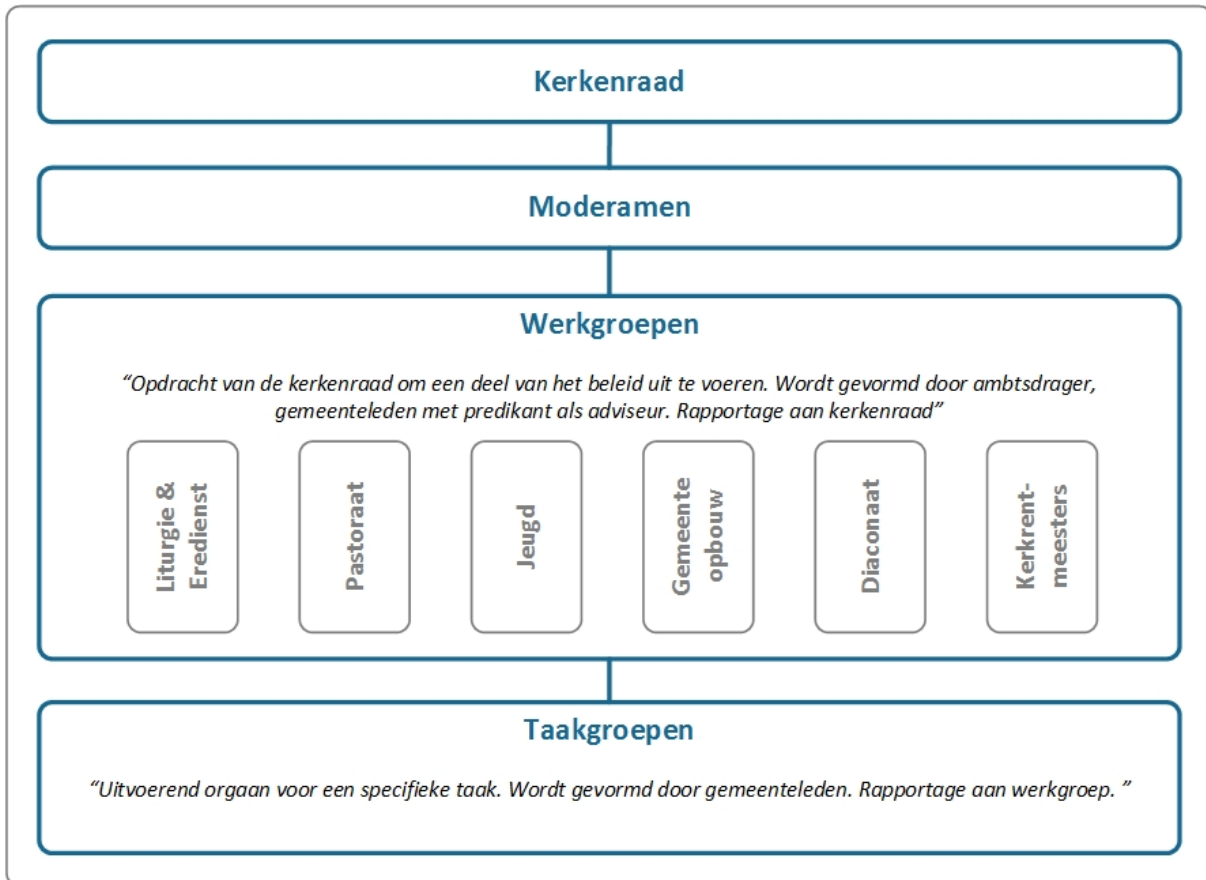 Kerkenraad
Moderamen
Werkgroepen
“Opdracht van de kerkenraad om een deel van het beleid uit te voeren. Wordt gevormd door ambtsdrager,
gemeenteleden met predikant als adviseur. Rapportage aan kerkenraad”
Liturgie &
Eredienst
Pastoraat
Jeugd
Gemeente
opbouw
Diaconaat
Kerkrent-
meesters
Taakgroepen
“Uitvoerend orgaan voor een specifieke taak. Wordt gevormd door gemeenteleden. Rapportage aan werkgroep. ”